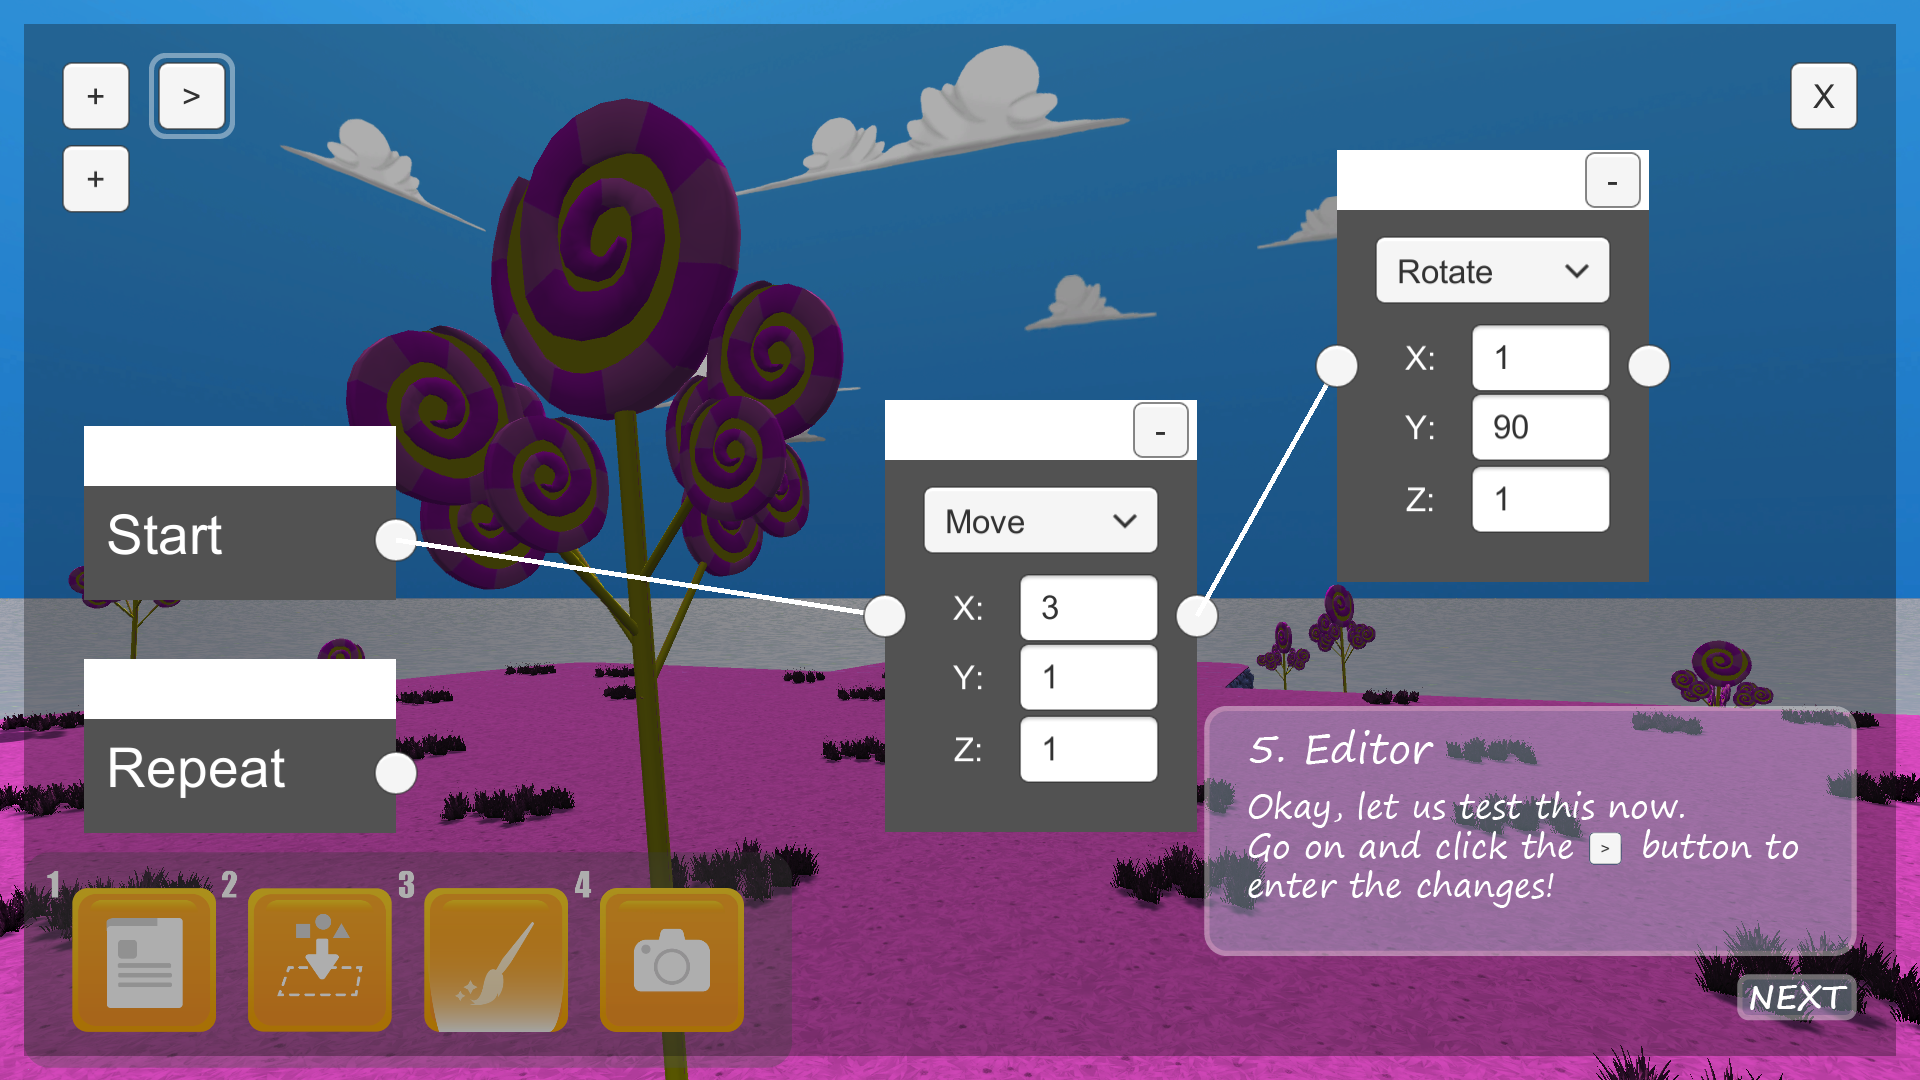 +
>
X
+
-
Rotate
X: 1
Y: 90
Z: 1
-
Move
X: 3
Y: 1
Z: 1
Start
Repeat
5. Editor
Okay, let us test this now.
Go on and click the > button to
enter the changes!
1 2 3 4
NEXT